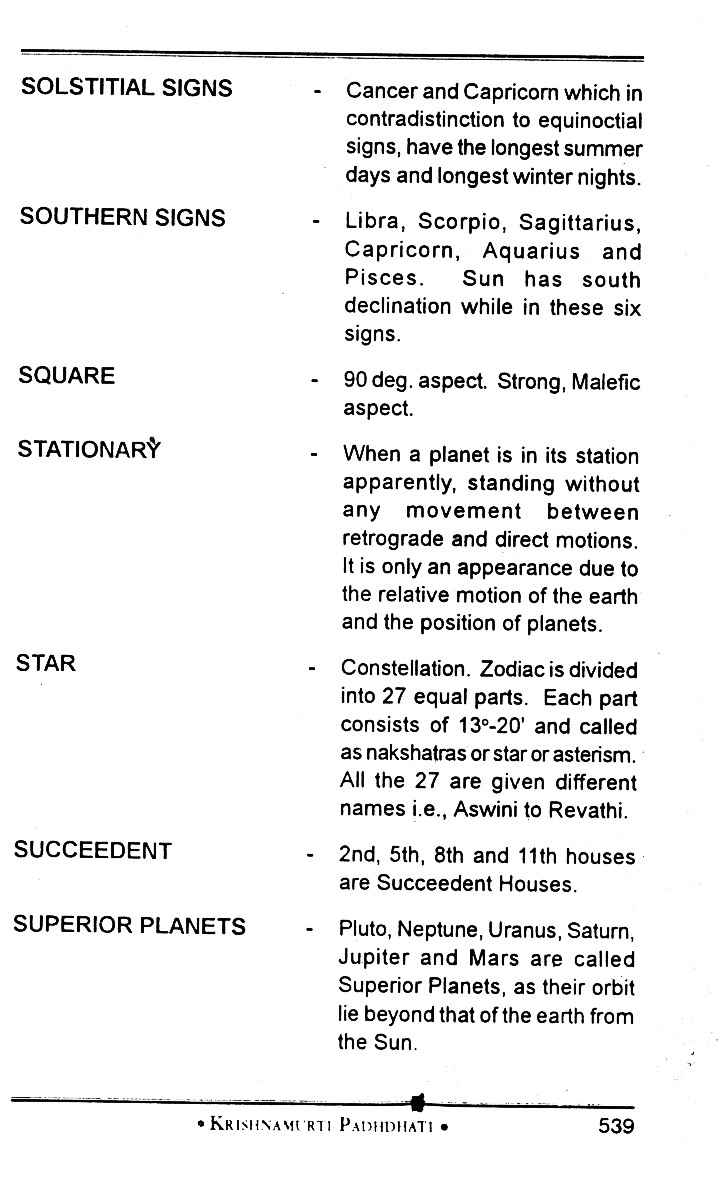 SOLSTITIAL SIGNS - Cancer and Capricorn which in
contradistinction to equinoctial
signs, have the longest summer
days and longest winter nights.
SOUTHERN SIGNS - Libra, Scorpio, Sagittarius,
Capricorn, Aquarius and
Pisces. Sun has south
declination while in these six
signs.
SQUARE - 90 deg. aspect. Strong, Malefic
aspect.
STATIONARY - When a planet is in its station
apparently, standing without
any movement between
retrograde and direct motions.
It is only an appearance due to
the relative motion of the earth
and the position of planets.
STAR - Constellation. Zodiac is divided
into 27 equal parts. Each part
consists of 13°-20' and called
as nakshatras or star or asterism.
All the 27 are given different
names i.e., Aswini to Revathi.
SUCCEEDENT - 2nd, 5th, 8th and 11th houses
are Succeedent Houses.
SUPERIOR PLANETS - Pluto, Neptune, Uranus, Saturn,
Jupiter and Mars are called
Superior Planets, as their orbit
lie beyond that of the earth from
the Sun.
• KRISHNAMURTI PADHDHATI • 539